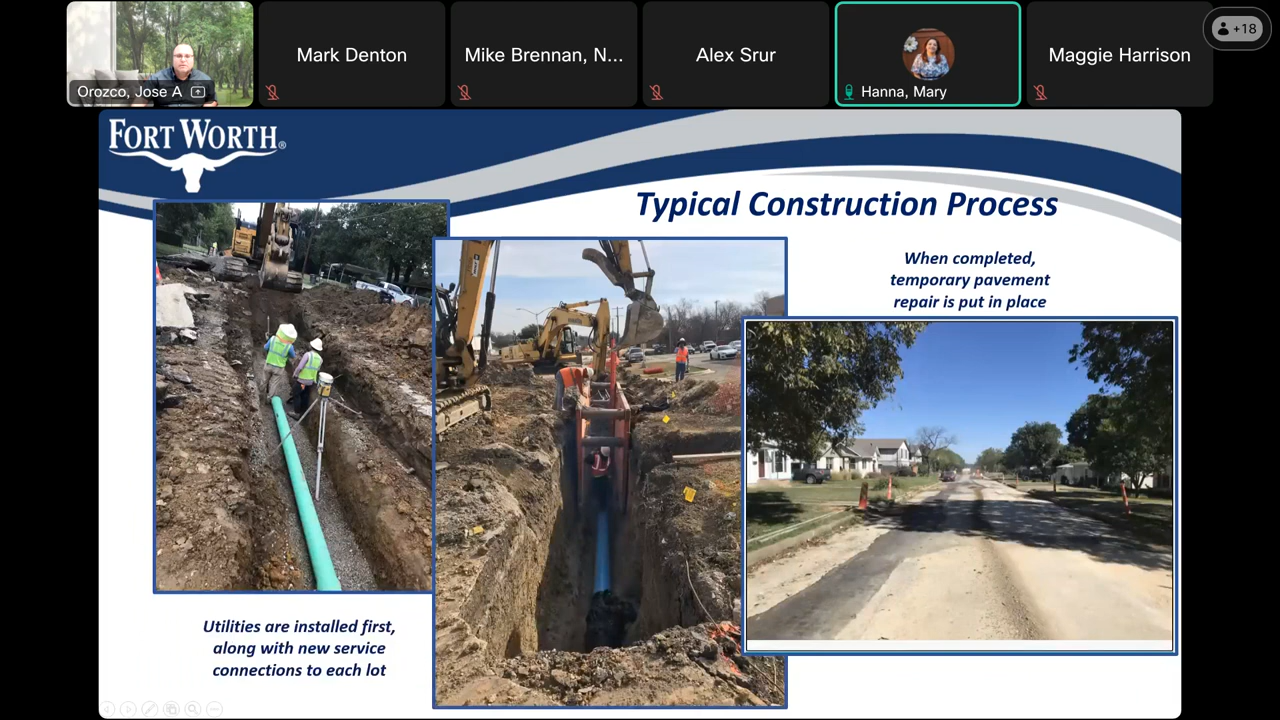 Orozco, Jose A
Mark Denton
Mike Brennan, N...
Alex Srur
Hanna, Mary
Maggie Harrison
+18
FORT WORTH®
Typical Construction Process
When completed,
temporary pavement
repair is put in place
Utilities are installed first,
along with new service
connections to each lot